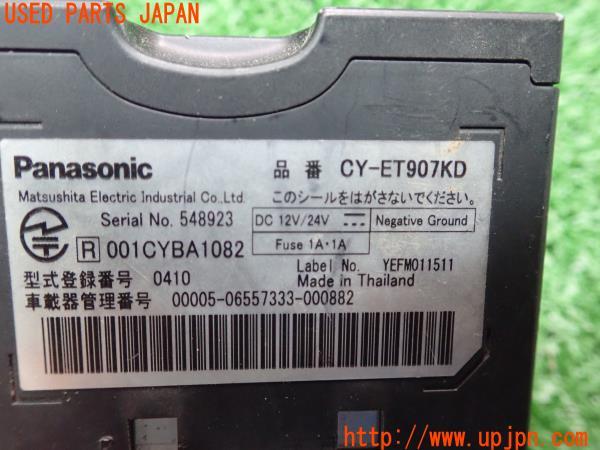 USED PARTS JAPAN
Panasonic 品番 CY-ET907KD
Matsushita Electric Industrial Co.,Ltd. このシールをはがさないでください。
Serial No. 548923 DC 12V/24V Negative Ground
R 001CYBA1082 Fuse 1A・1A
Label No. YEFM011511
型式登録番号 0410 Made in Thailand
車載器管理番号 00005-06557333-000882
http://www.upjpn.com/